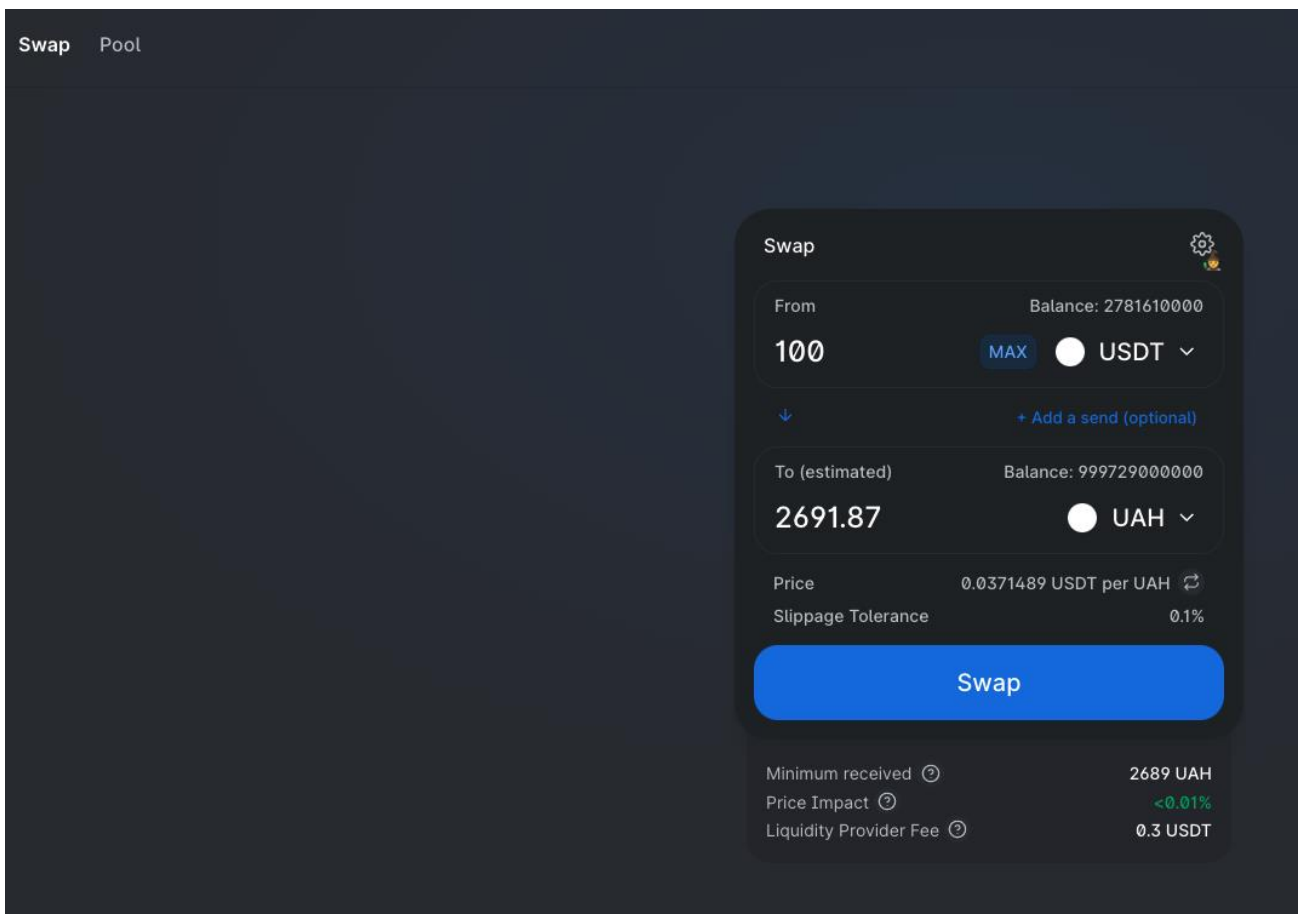 Swap Pool
Swap
From Balance: 2781610000
100 MAX USDT
+ Add a send (optional)
To (estimated) Balance: 999729000000
2691.87 UAH
Price 0.0371489 USDT per UAH
Slippage Tolerance 0.1%
Swap
Minimum received 2689 UAH
Price Impact <0.01%
Liquidity Provider Fee 0.3 USDT